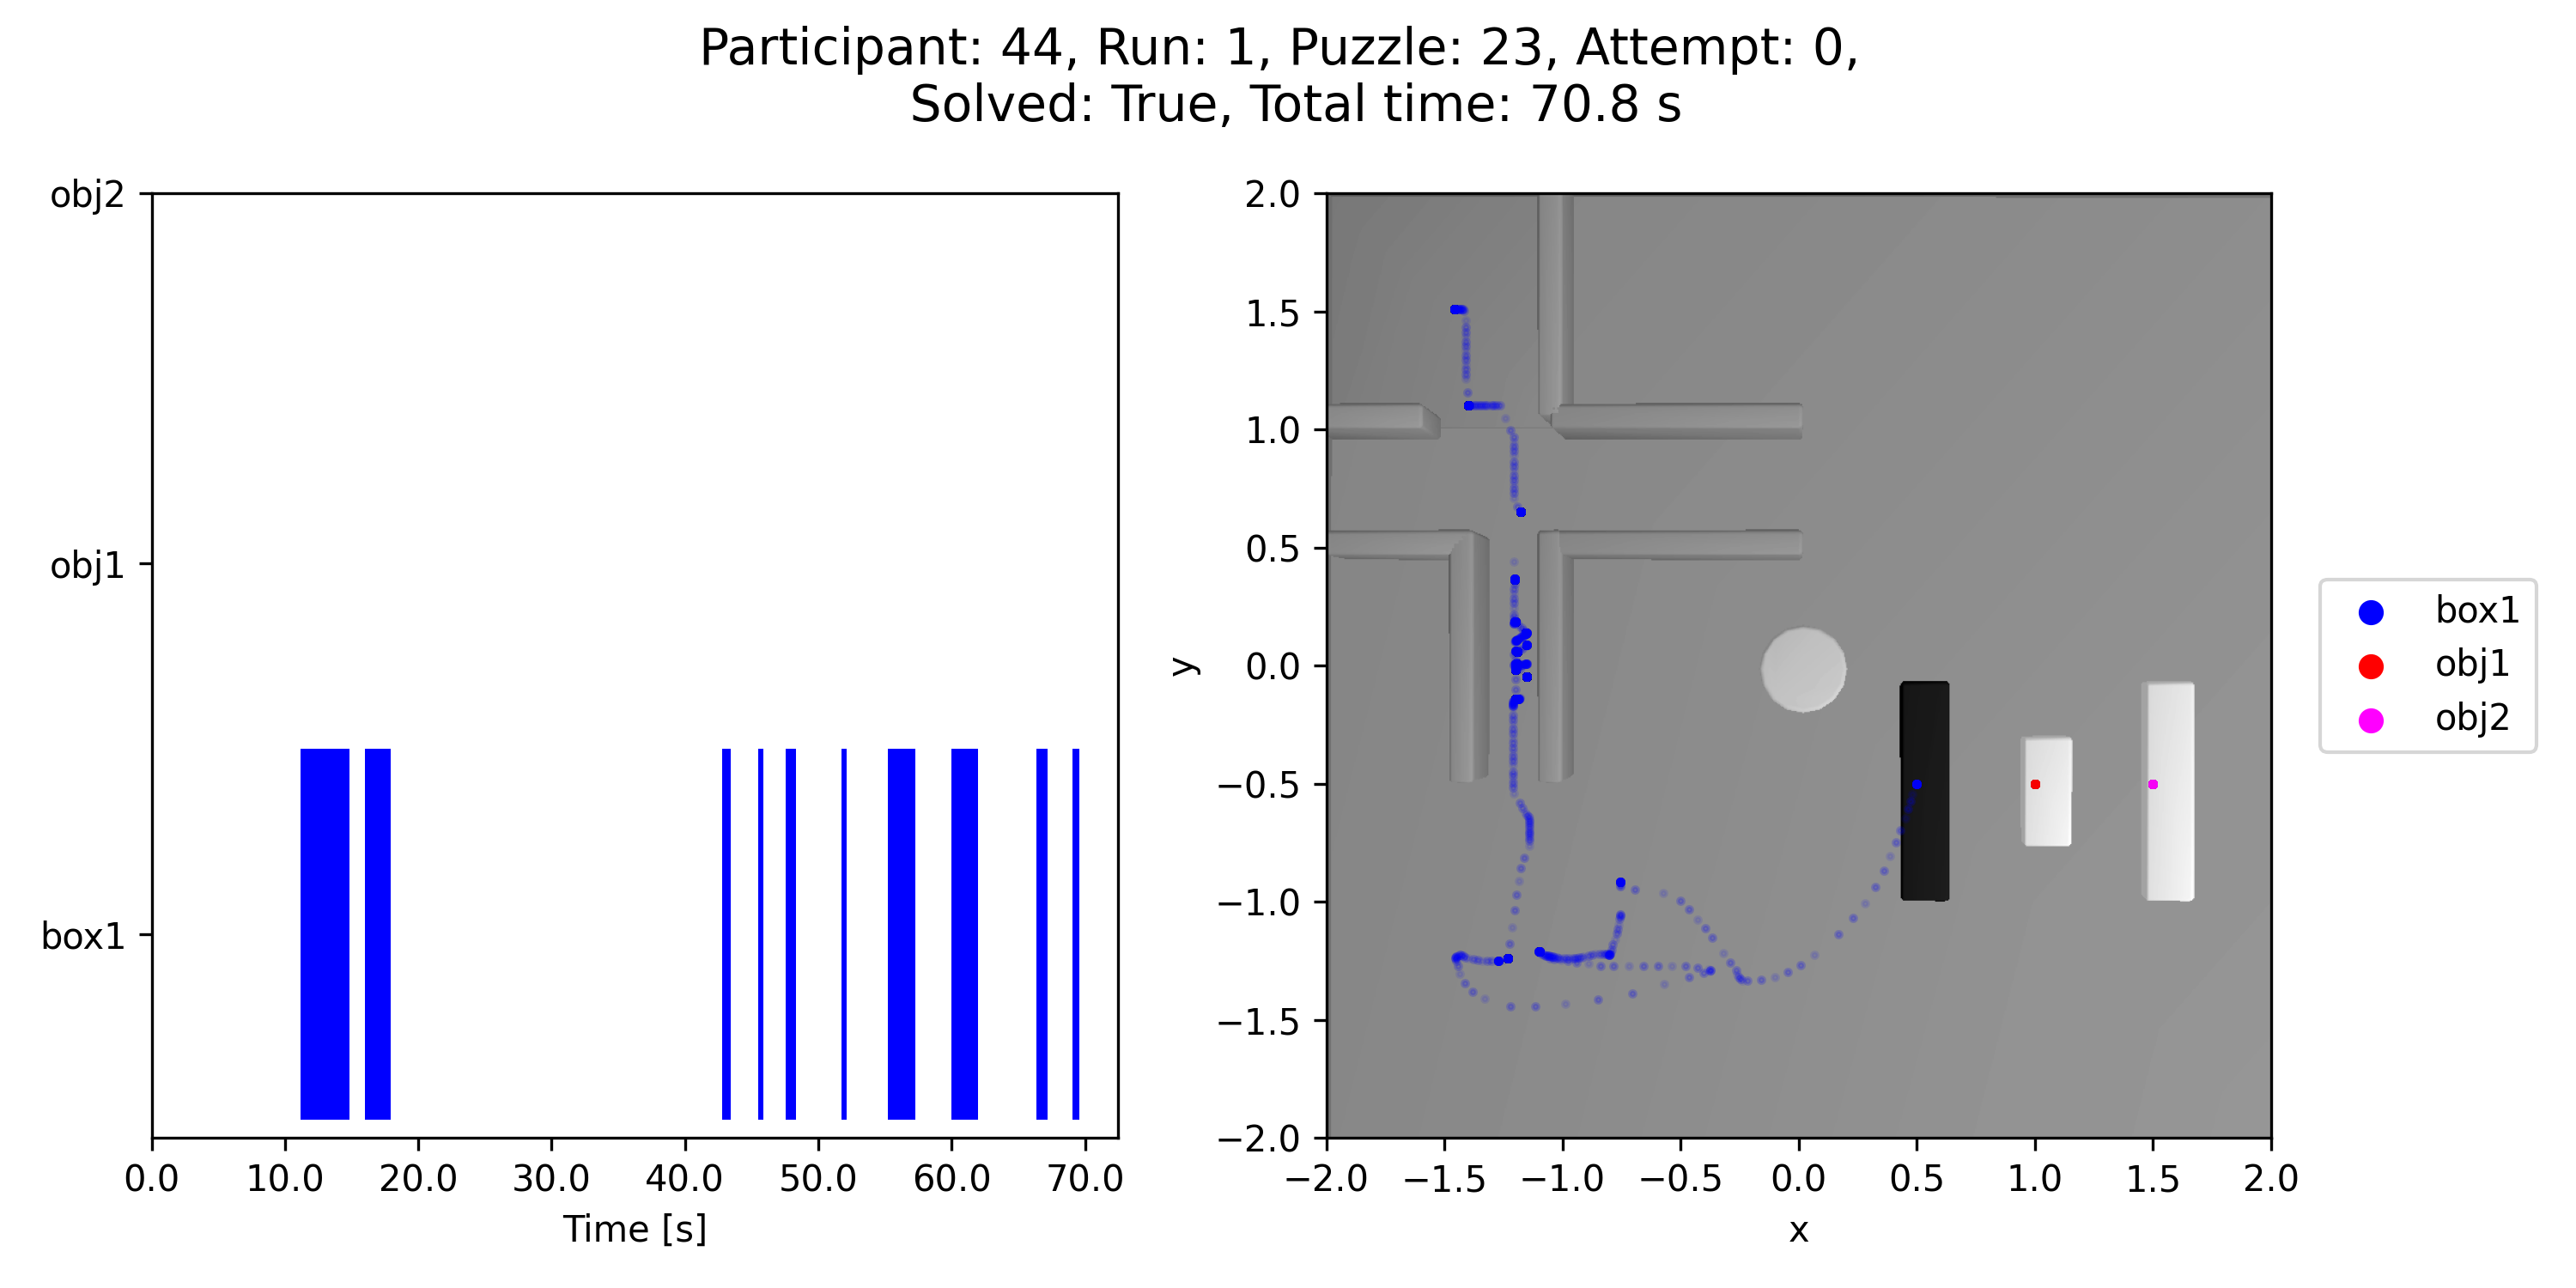 Participant: 44, Run: 1, Puzzle: 23, Attempt: 0,
Solved: True, Total time: 70.8 s
obj2
obj1
box1
0.0 10.0 20.0 30.0 40.0 50.0 60.0 70.0
Time [s]
2.0
1.5
1.0
0.5
0.0
−0.5
−1.0
−1.5
−2.0
y
−2.0 −1.5 −1.0 −0.5 0.0 0.5 1.0 1.5 2.0
x
box1
obj1
obj2